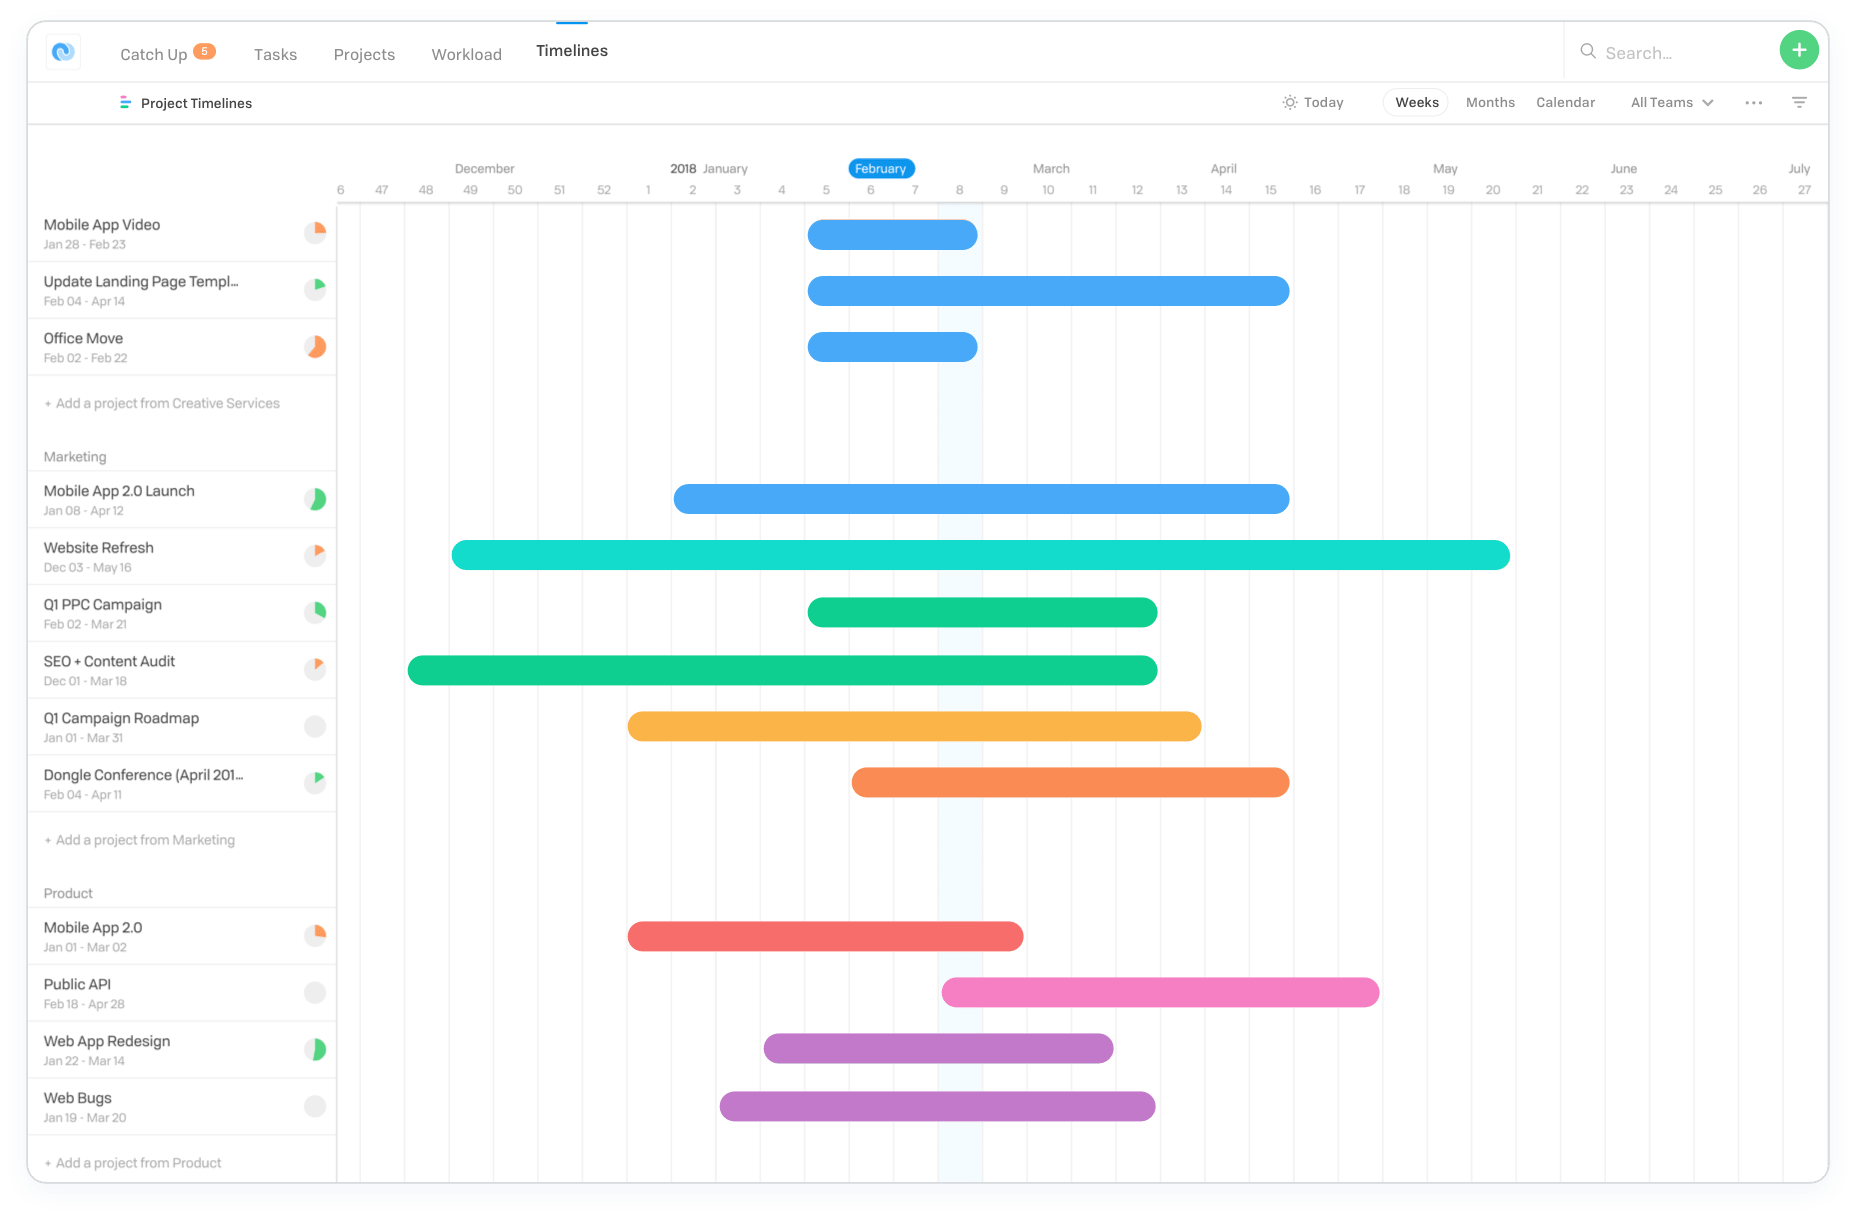 Catch Up 5 Tasks Projects Workload Timelines Search...
Project Timelines Today Weeks Months Calendar All Teams
December 2018 January February March April May June July
6 47 48 49 50 51 52 1 2 3 4 5 6 7 8 9 10 11 12 13 14 15 16 17 18 19 20 21 22 23 24 25 26 27
Mobile App Video
Jan 28 - Feb 23
Update Landing Page Templ...
Feb 04 - Apr 14
Office Move
Feb 02 - Feb 22
+ Add a project from Creative Services
Marketing
Mobile App 2.0 Launch
Jan 08 - Apr 12
Website Refresh
Dec 03 - May 16
Q1 PPC Campaign
Feb 02 - Mar 21
SEO + Content Audit
Dec 01 - Mar 18
Q1 Campaign Roadmap
Jan 01 - Mar 31
Dongle Conference (April 201...
Feb 04 - Apr 11
+ Add a project from Marketing
Product
Mobile App 2.0
Jan 01 - Mar 02
Public API
Feb 18 - Apr 28
Web App Redesign
Jan 22 - Mar 14
Web Bugs
Jan 19 - Mar 20
+ Add a project from Product